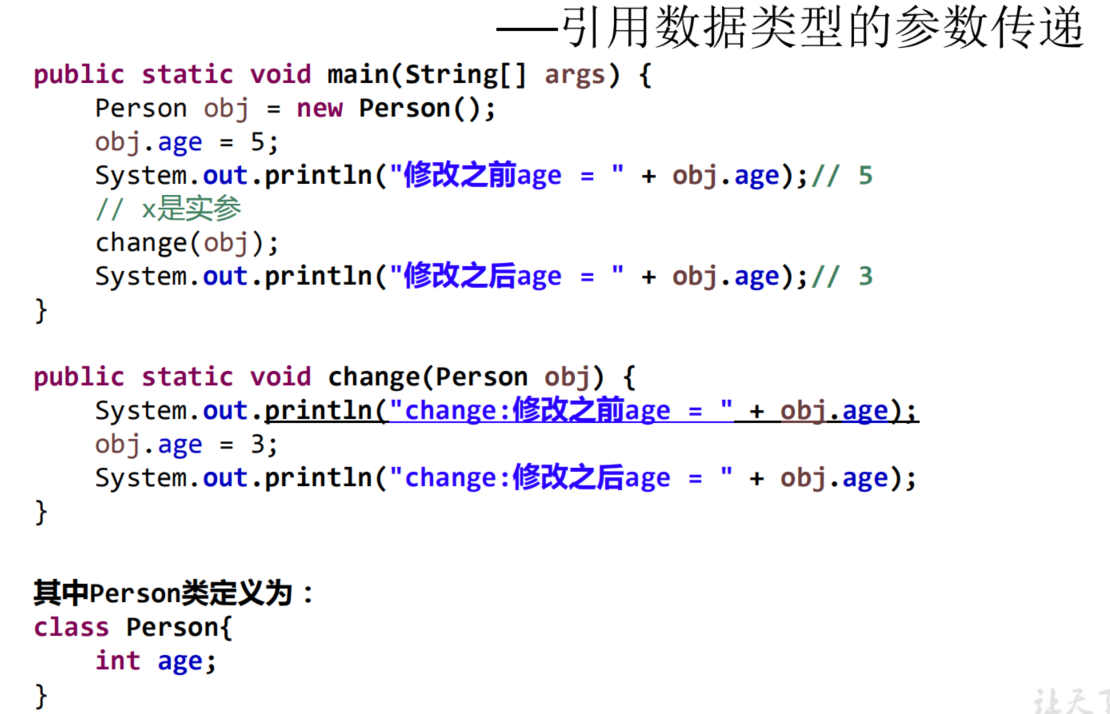 ——引用数据类型的参数传递
public static void main(String[] args) {
    Person obj = new Person();
    obj.age = 5;
    System.out.println("修改之前age = " + obj.age);// 5
    // x是实参
    change(obj);
    System.out.println("修改之后age = " + obj.age);// 3
}
public static void change(Person obj) {
    System.out.println("change:修改之前age = " + obj.age);
    obj.age = 3;
    System.out.println("change:修改之后age = " + obj.age);
}
其中Person类定义为：
class Person{
    int age;
}
让天下